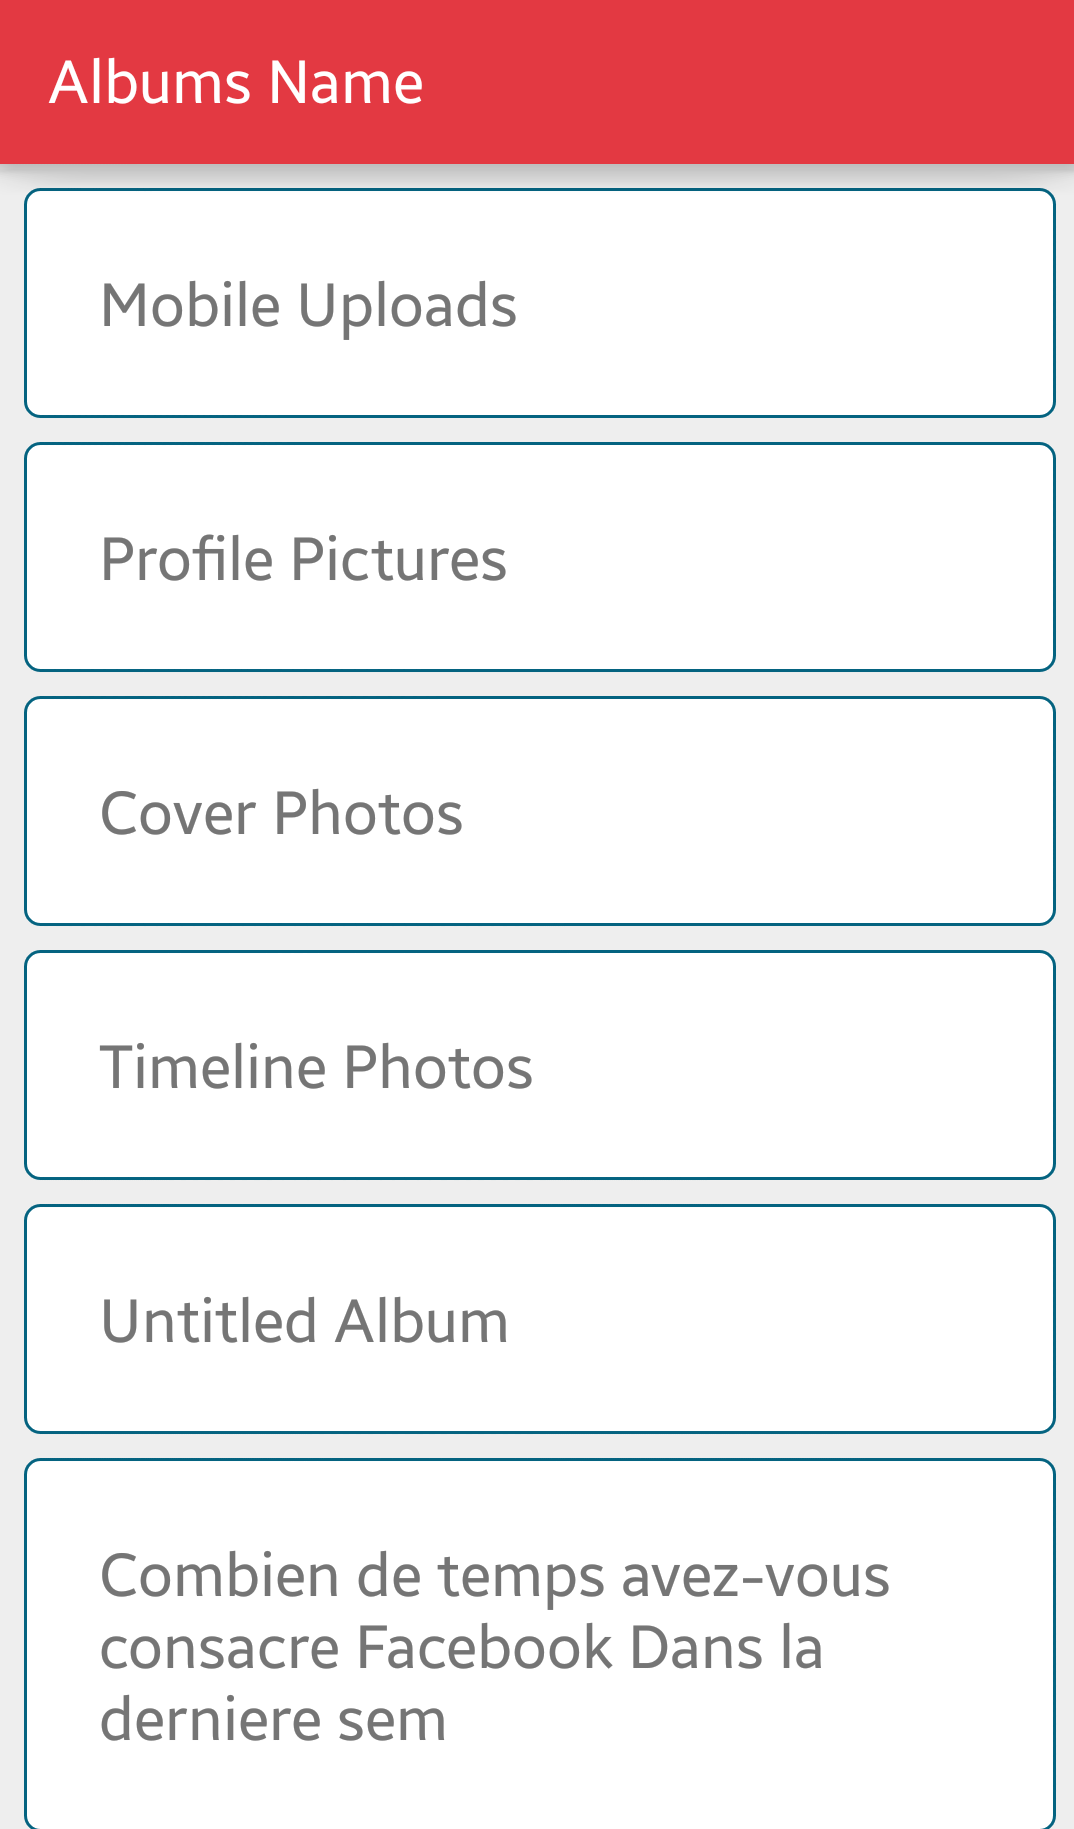 Albums Name
Mobile Uploads
Profile Pictures
Cover Photos
Timeline Photos
Untitled Album
Combien de temps avez-vous
consacre Facebook Dans la
derniere sem